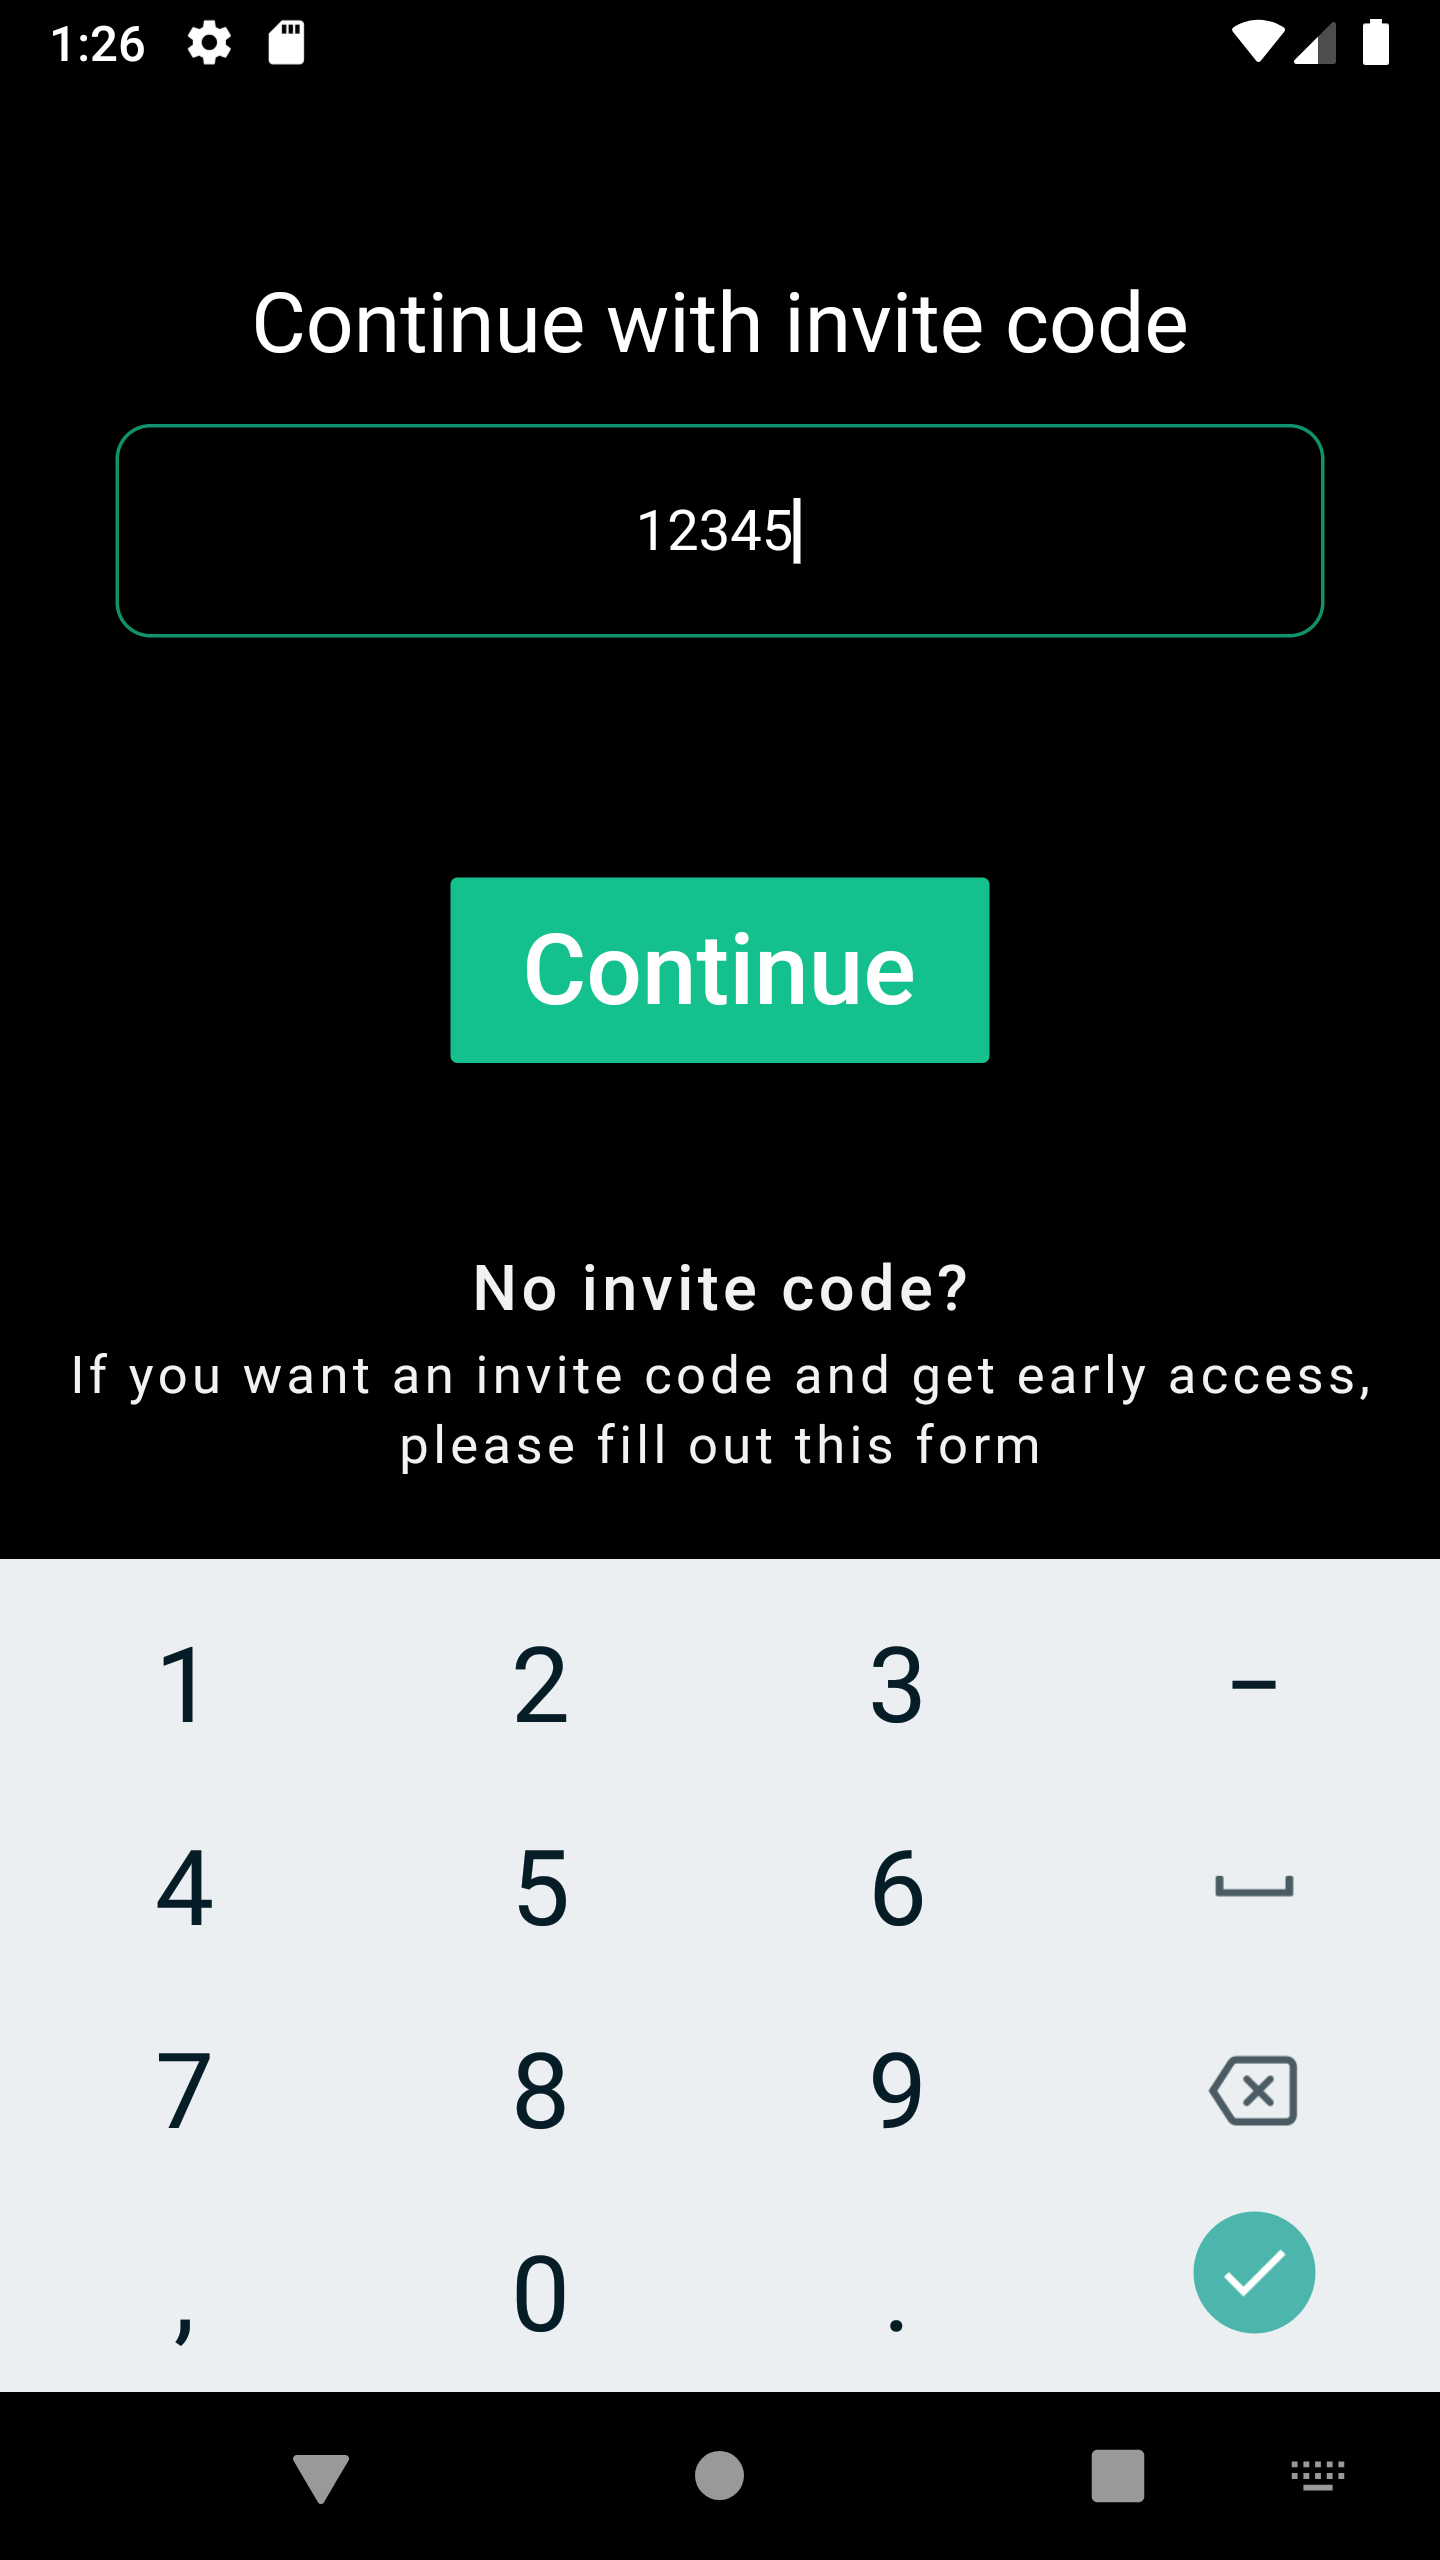 1:26
Continue with invite code
12345
Continue
No invite code?
If you want an invite code and get early access,
please fill out this form
1 2 3 –
4 5 6
7 8 9
, 0 .